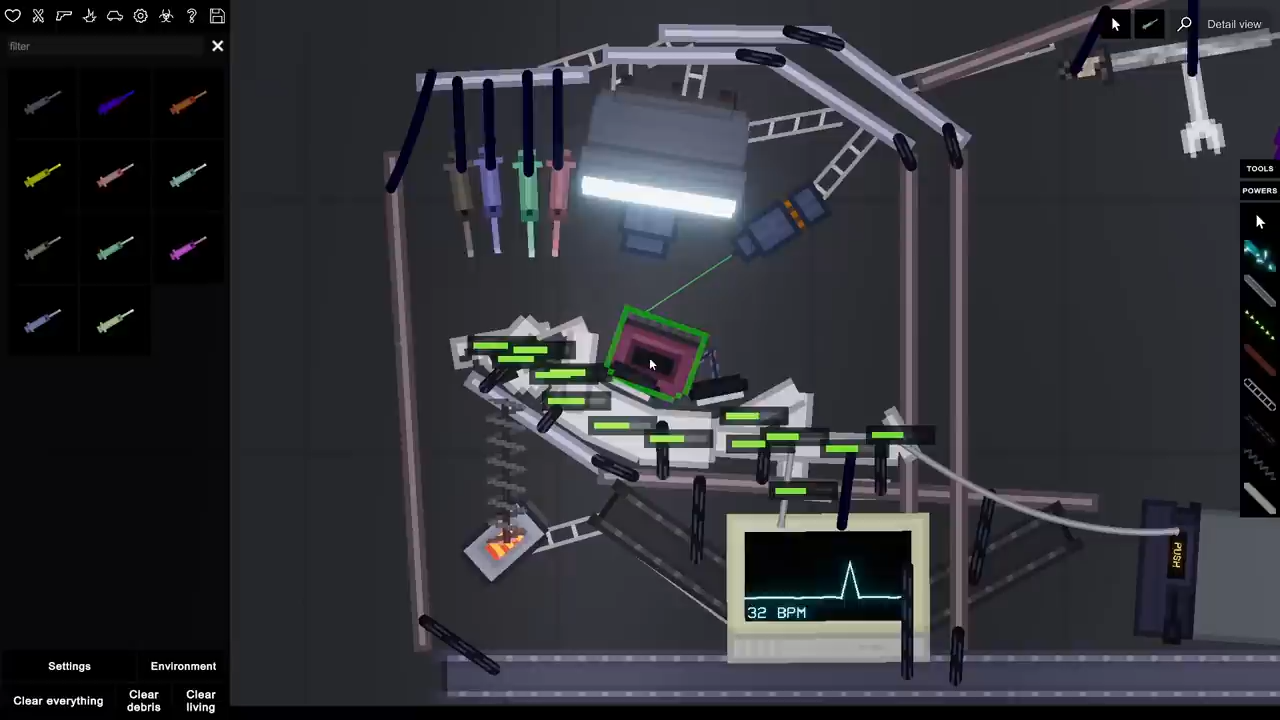 filter
Detail view
TOOLS
POWERS
PUSH
32 BPM
Settings
Environment
Clear everything
Clear
debris
Clear
living